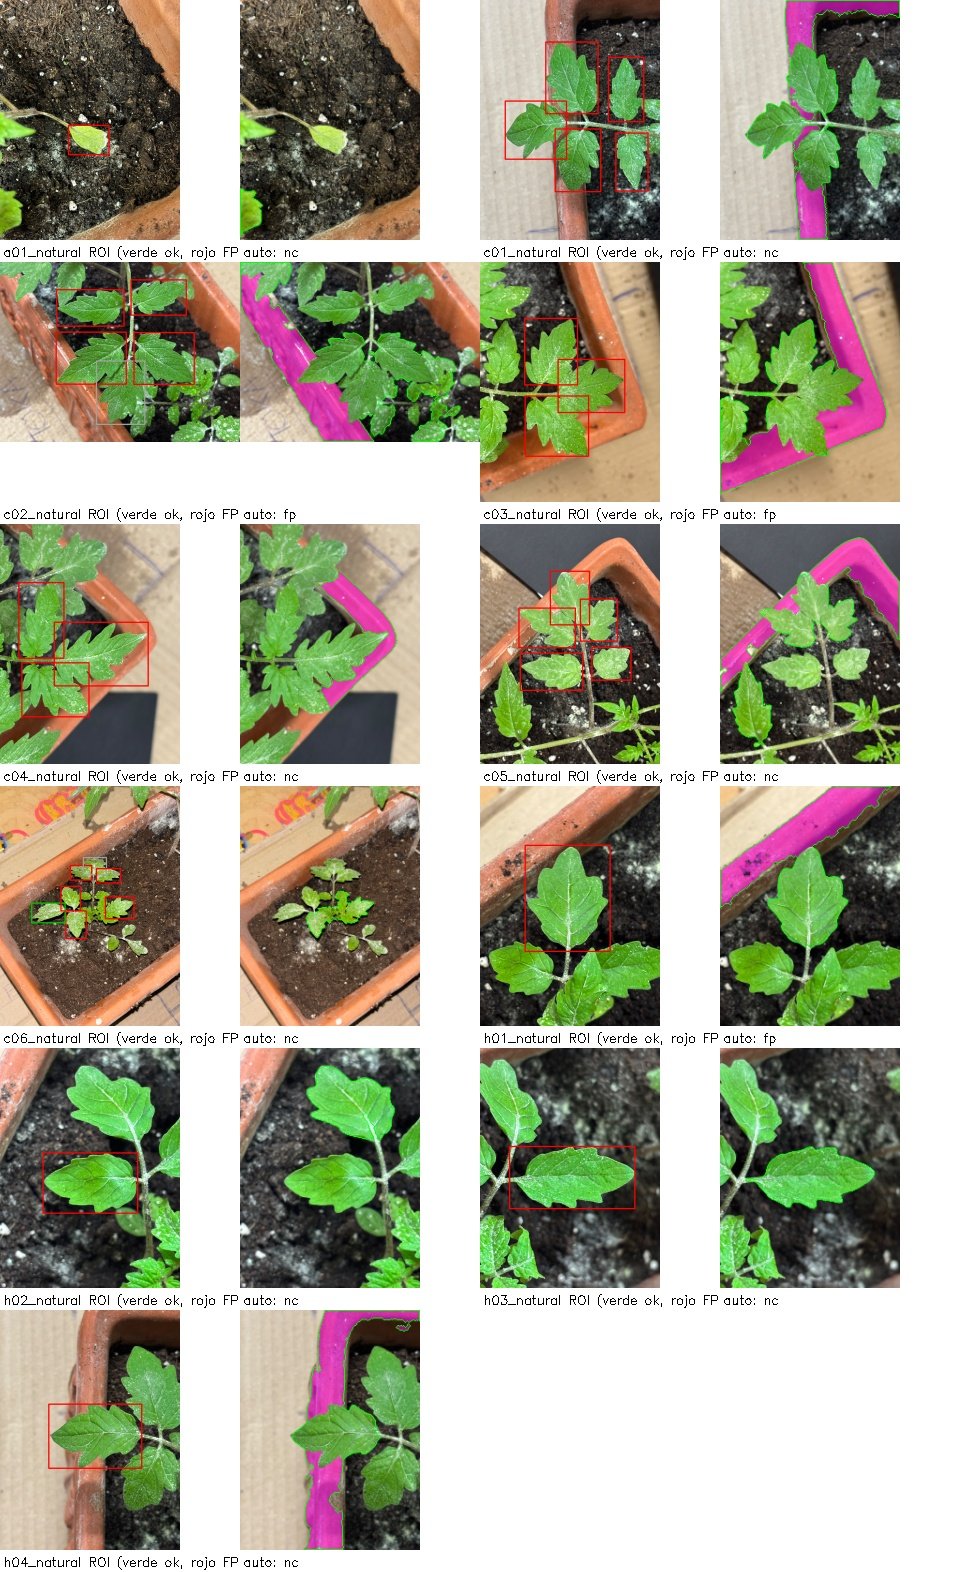 a01_natural ROI (verde ok, rojo FP auto: nc
c01_natural ROI (verde ok, rojo FP auto: nc
c02_natural ROI (verde ok, rojo FP auto: fp
c03_natural ROI (verde ok, rojo FP auto: fp
c04_natural ROI (verde ok, rojo FP auto: nc
c05_natural ROI (verde ok, rojo FP auto: nc
c06_natural ROI (verde ok, rojo FP auto: nc
h01_natural ROI (verde ok, rojo FP auto: fp
h02_natural ROI (verde ok, rojo FP auto: nc
h03_natural ROI (verde ok, rojo FP auto: nc
h04_natural ROI (verde ok, rojo FP auto: nc